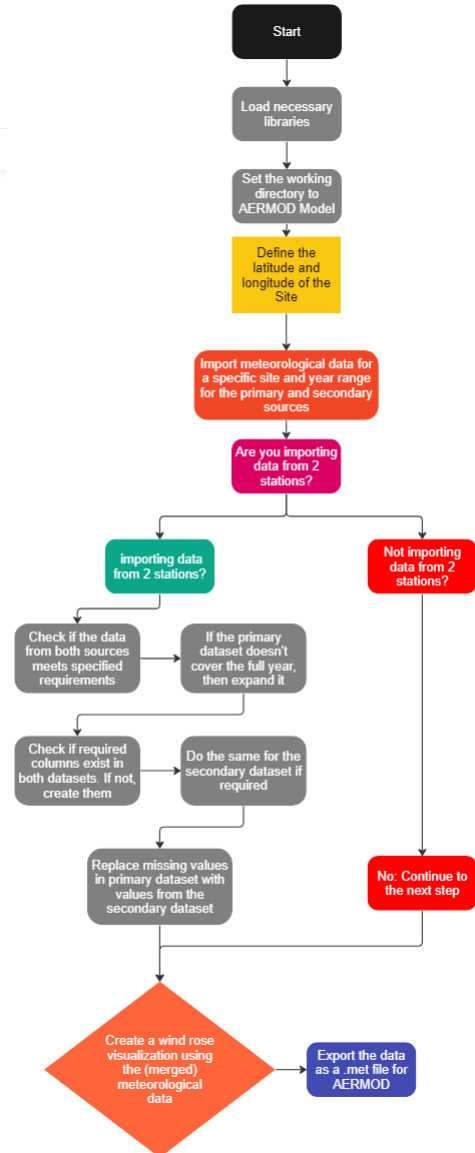 Start
Load necessary
libraries
Set the working
directory to
AERMOD Model
Define the
latitude and
longitude of the
Site
Import meteorological data for
a specific site and year range
for the primary and secondary
sources
Are you importing
data from 2
stations?
importing data
from 2 stations?
Not importing
data from 2
stations?
Check if the data
from both sources
meets specified
requirements
If the primary
dataset doesn't
cover the full year,
then expand it
Check if required
columns exist in
both datasets. If not,
create them
Do the same for the
secondary dataset if
required
Replace missing values
in primary dataset with
values from the
secondary dataset
No: Continue to
the next step
Create a wind rose
visualization using
the (merged)
meteorological
data
Export the data
as a .met file for
AERMOD